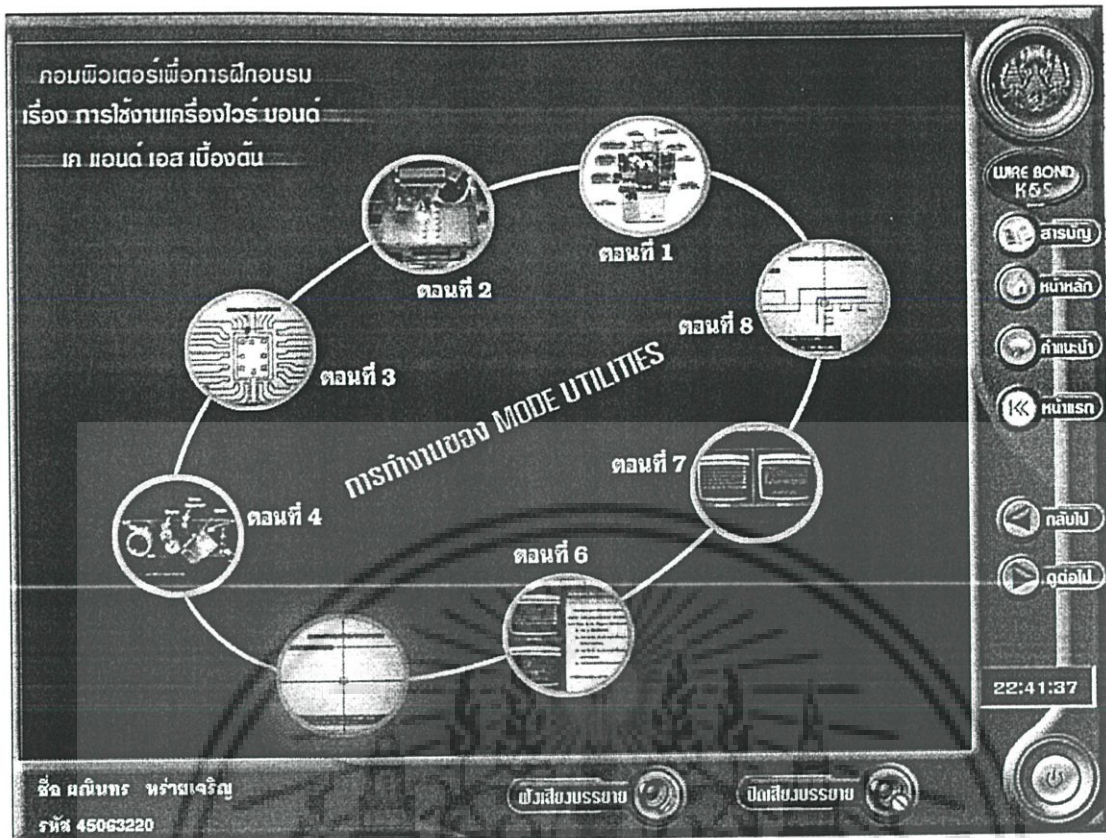 คอมพิวเตอร์เพื่อการฝึกอบรม
เรื่อง การใช้งานเครื่องไวร์ บอนด์
เค แอนด์ เอส เบื้องต้น
ตอนที่ 1
ตอนที่ 2
ตอนที่ 3
ตอนที่ 4
ตอนที่ 6
ตอนที่ 7
ตอนที่ 8
การทำงานของ MODE UTILITIES
WIRE BOND
K&S
สารบัญ
หน้าหลัก
คำแนะนำ
หน้าแรก
กลับไป
ดูต่อไป
22:41:37
ชื่อ ผณินทร หร่ายเจริญ
รหัส 45063220
ฟังเสียงบรรยาย
ปิดเสียงบรรยาย